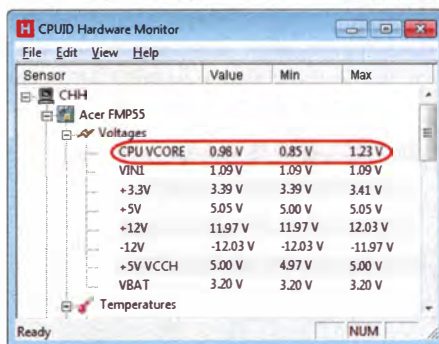 CPUID Hardware Monitor
File Edit View Help
Sensor Value Min Max
CHH
Acer FMP55
Voltages
CPU VCORE 0.98 V 0.85 V 1.23 V
VIN1 1.09 V 1.09 V 1.09 V
+3.3V 3.39 V 3.39 V 3.41 V
+5V 5.05 V 5.00 V 5.05 V
+12V 11.97 V 11.97 V 12.03 V
-12V -12.03 V -12.03 V -11.97 V
+5V VCCH 5.00 V 4.97 V 5.00 V
VBAT 3.20 V 3.20 V 3.20 V
Temperatures
Ready NUM